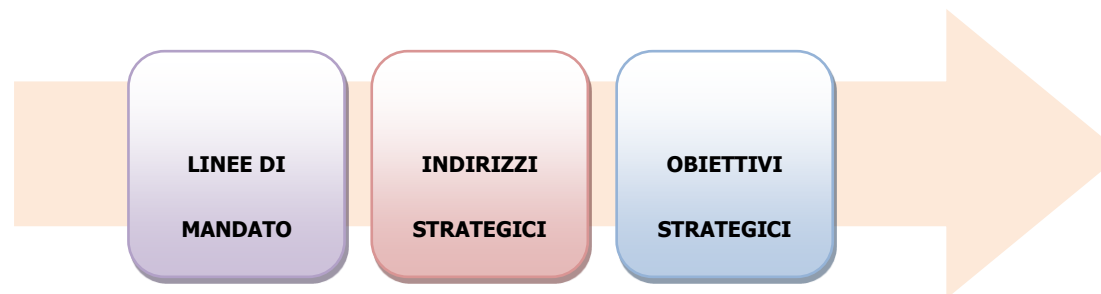 LINEE DI
MANDATO
INDIRIZZI
STRATEGICI
OBIETTIVI
STRATEGICI